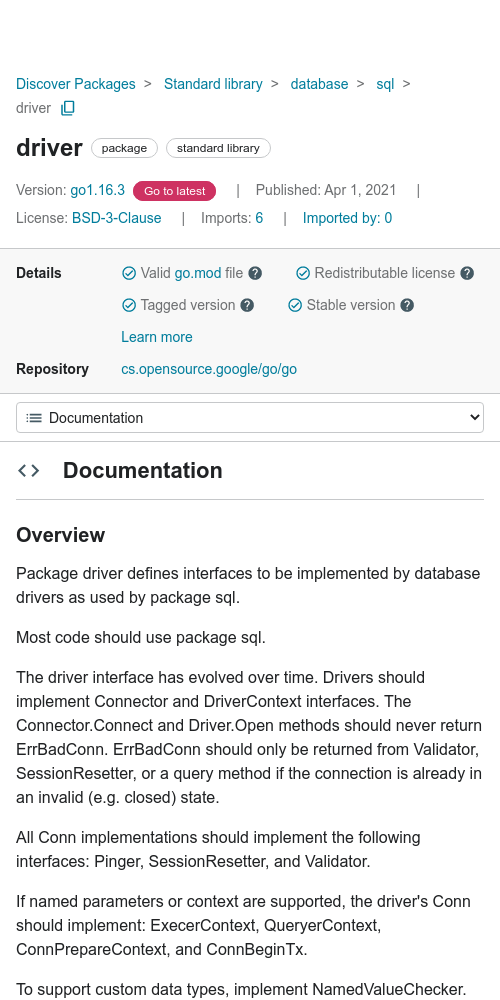 Discover Packages > Standard library > database > sql >
driver
driver package standard library
Version: go1.16.3 Go to latest | Published: Apr 1, 2021 |
License: BSD-3-Clause | Imports: 6 | Imported by: 0
Details Valid go.mod file ? Redistributable license ?
Tagged version ? Stable version ?
Learn more
Repository cs.opensource.google/go/go
Documentation
<> Documentation
Overview
Package driver defines interfaces to be implemented by database
drivers as used by package sql.
Most code should use package sql.
The driver interface has evolved over time. Drivers should
implement Connector and DriverContext interfaces. The
Connector.Connect and Driver.Open methods should never return
ErrBadConn. ErrBadConn should only be returned from Validator,
SessionResetter, or a query method if the connection is already in
an invalid (e.g. closed) state.
All Conn implementations should implement the following
interfaces: Pinger, SessionResetter, and Validator.
If named parameters or context are supported, the driver's Conn
should implement: ExecerContext, QueryerContext,
ConnPrepareContext, and ConnBeginTx.
To support custom data types, implement NamedValueChecker.